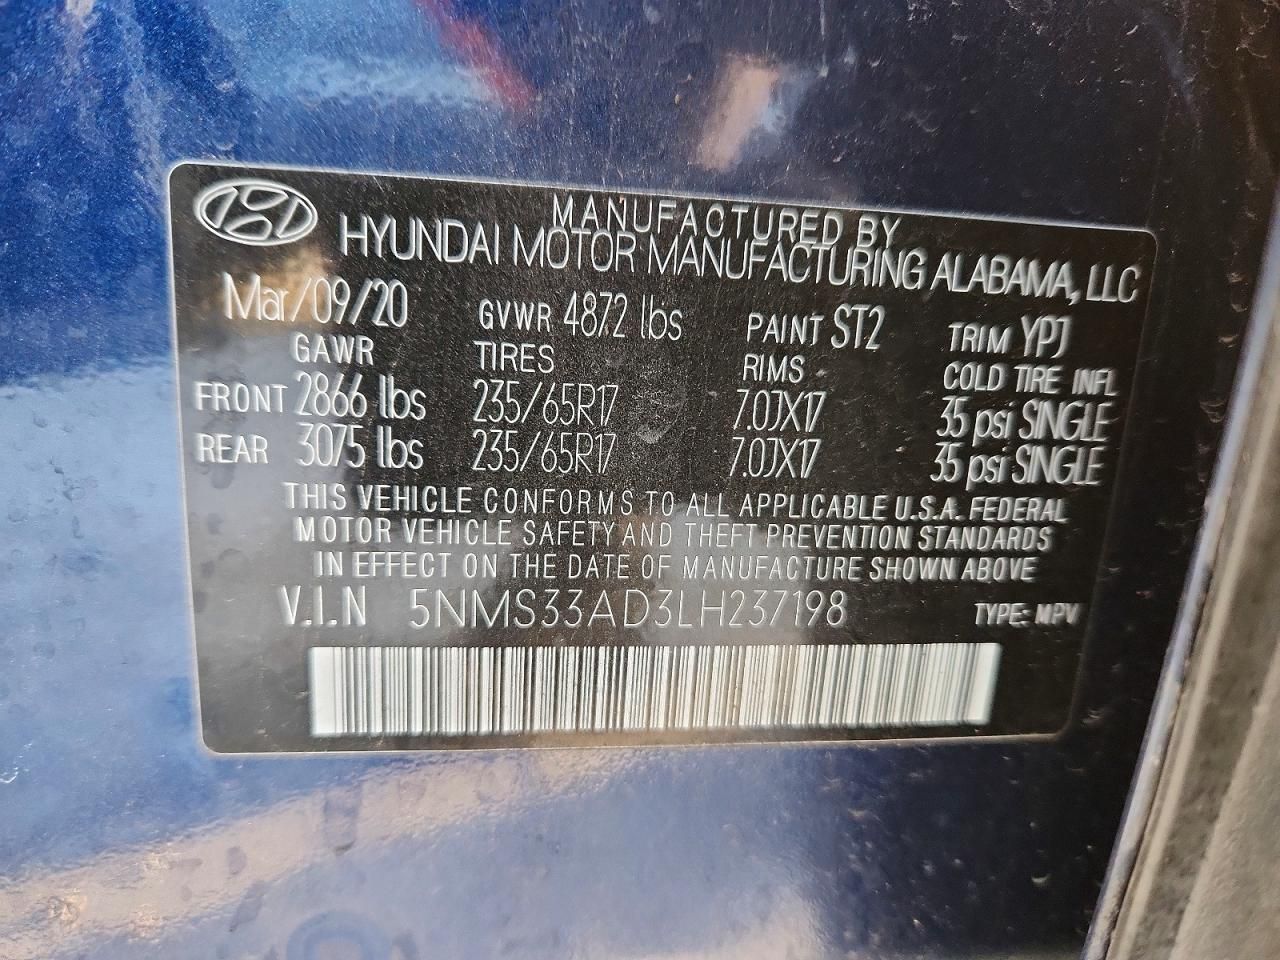 MANUFACTURED BY
HYUNDAI MOTOR MANUFACTURING ALABAMA, LLC
Mar/09/20 GVWR 4872 lbs PAINT ST2 TRIM YPJ
GAWR TIRES RIMS COLD TIRE INFL
FRONT 2866 lbs 235/65R17 7.0JX17 35 psi SINGLE
REAR 3075 lbs 235/65R17 7.0JX17 35 psi SINGLE
THIS VEHICLE CONFORMS TO ALL APPLICABLE U.S.A. FEDERAL
MOTOR VEHICLE SAFETY AND THEFT PREVENTION STANDARDS
IN EFFECT ON THE DATE OF MANUFACTURE SHOWN ABOVE
V.I.N 5NMS33AD3LH237198 TYPE: MPV